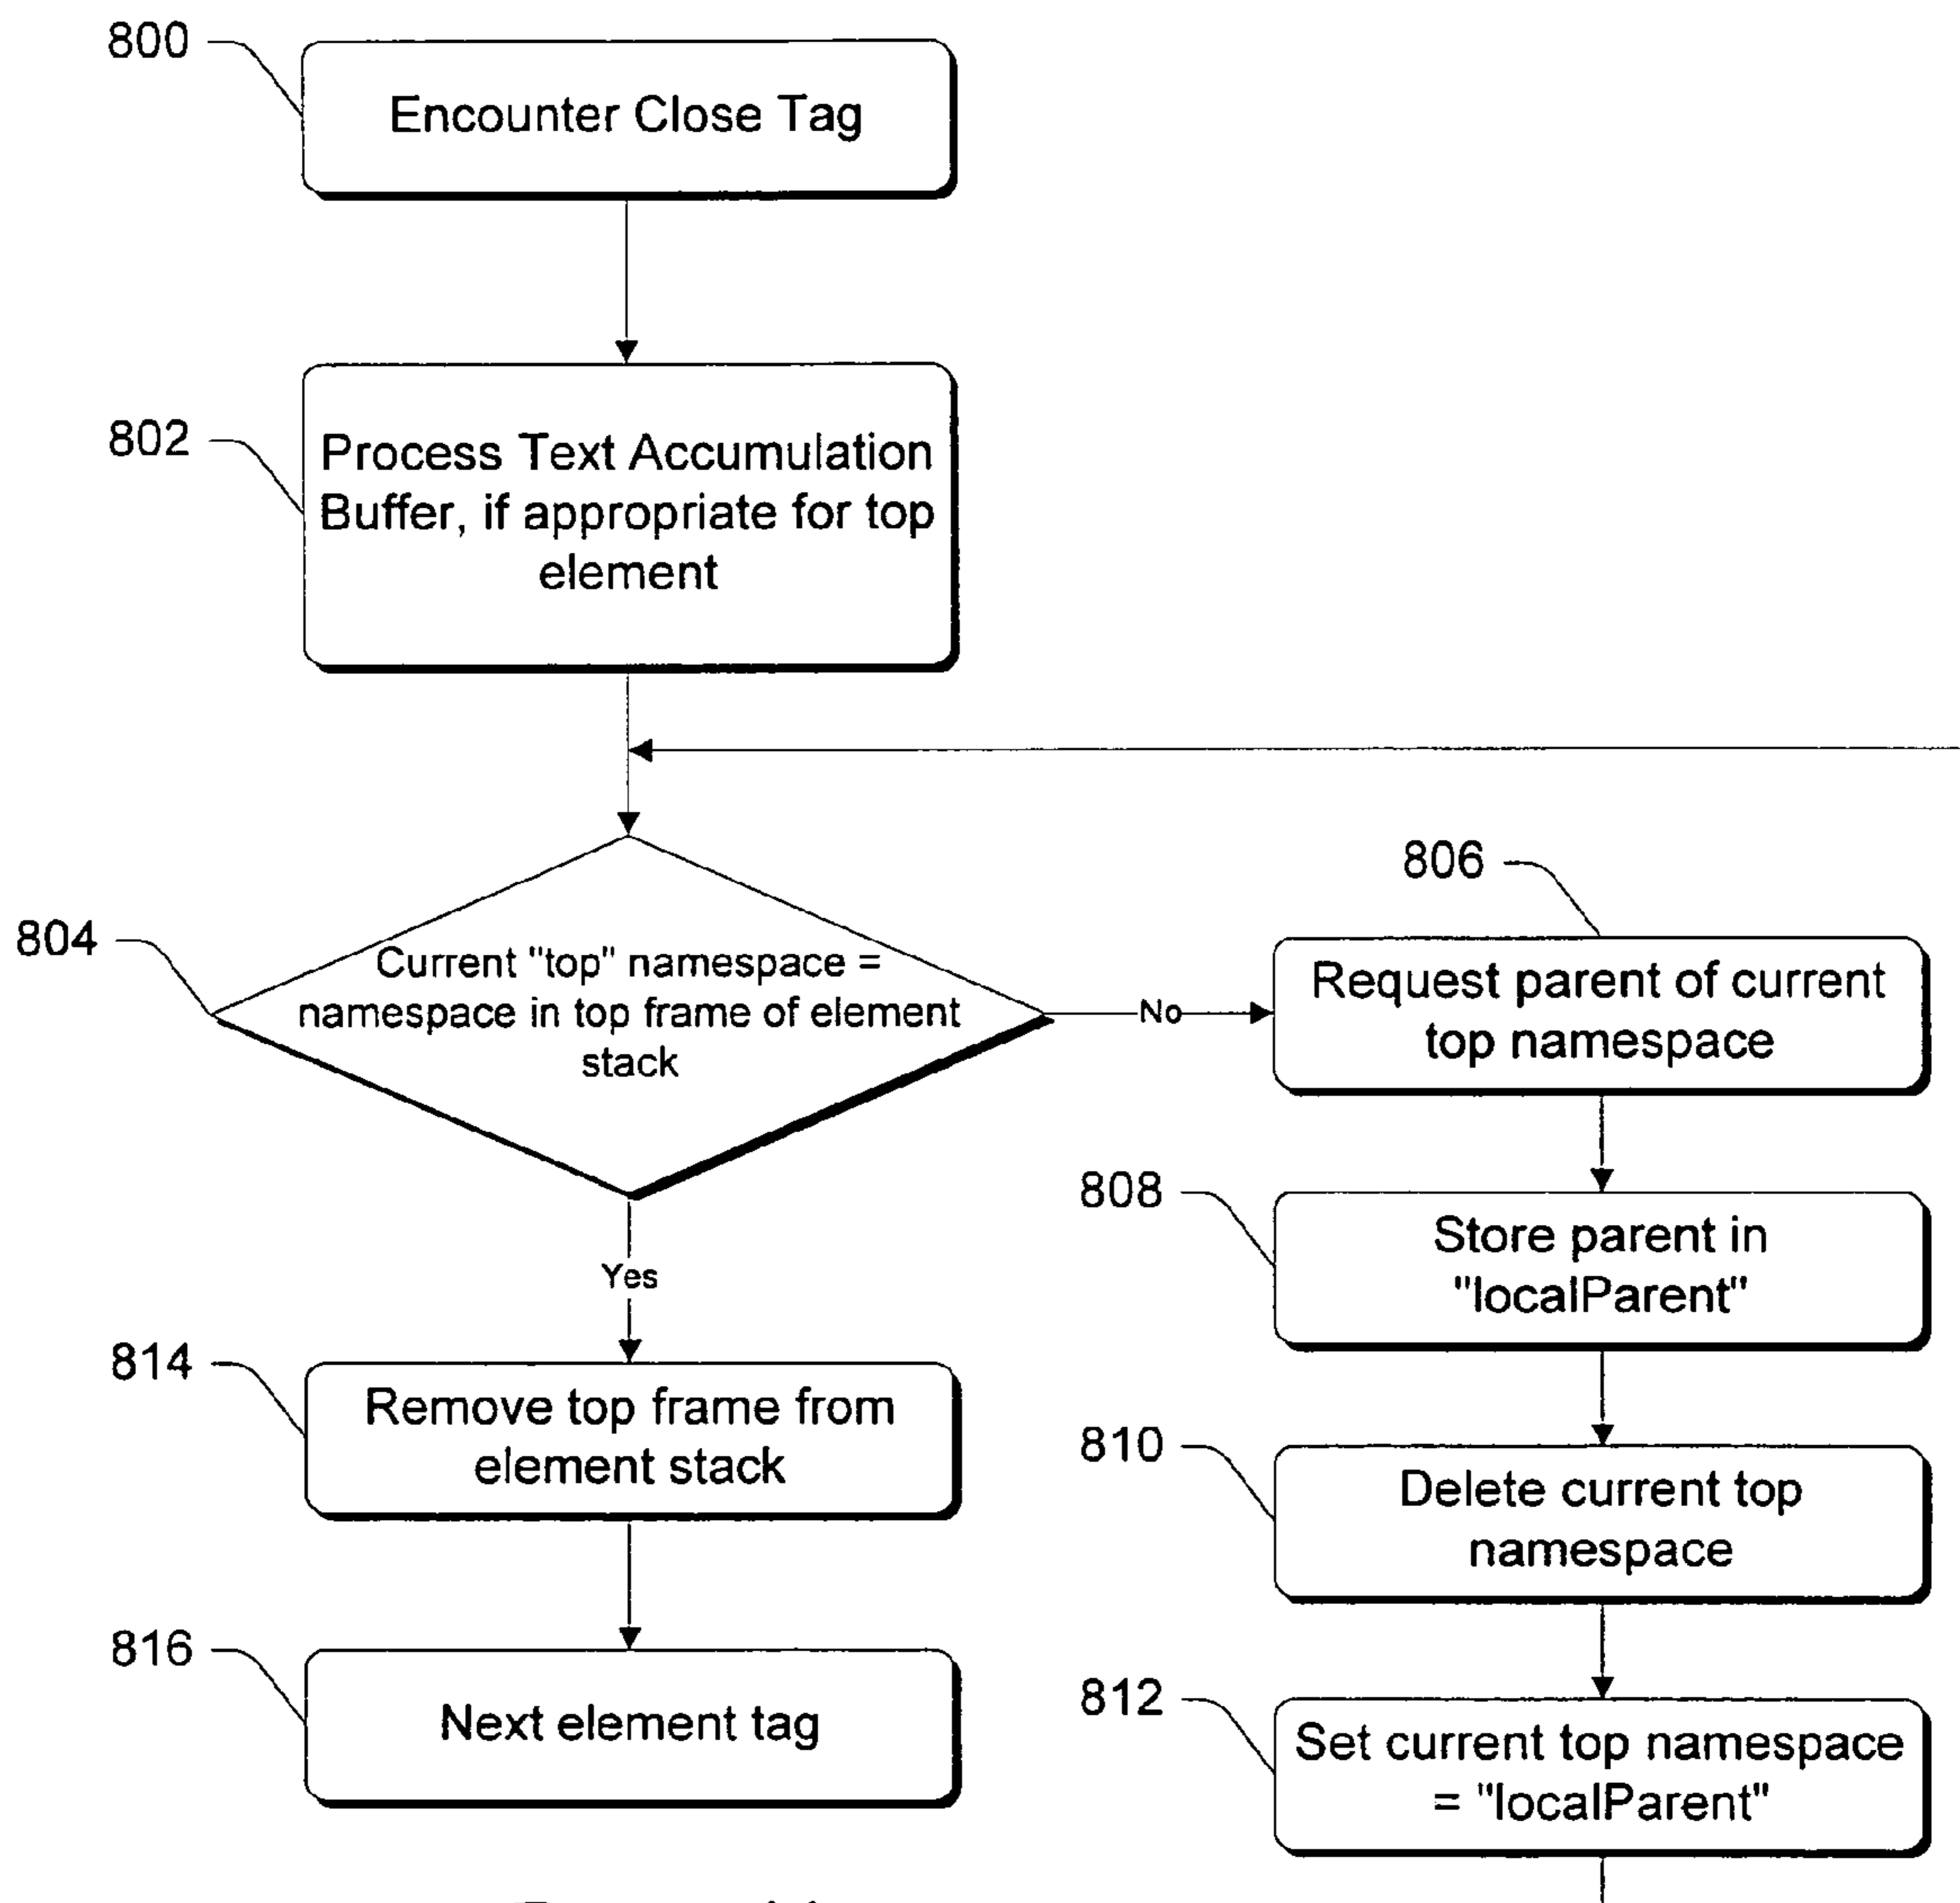 800
Encounter Close Tag
802
Process Text Accumulation
Buffer, if appropriate for top
element
804
Current "top" namespace =
namespace in top frame of element
stack
No
806
Request parent of current
top namespace
808
Store parent in
"localParent"
Yes
814
Remove top frame from
element stack
810
Delete current top
namespace
816
Next element tag
812
Set current top namespace
= "localParent"